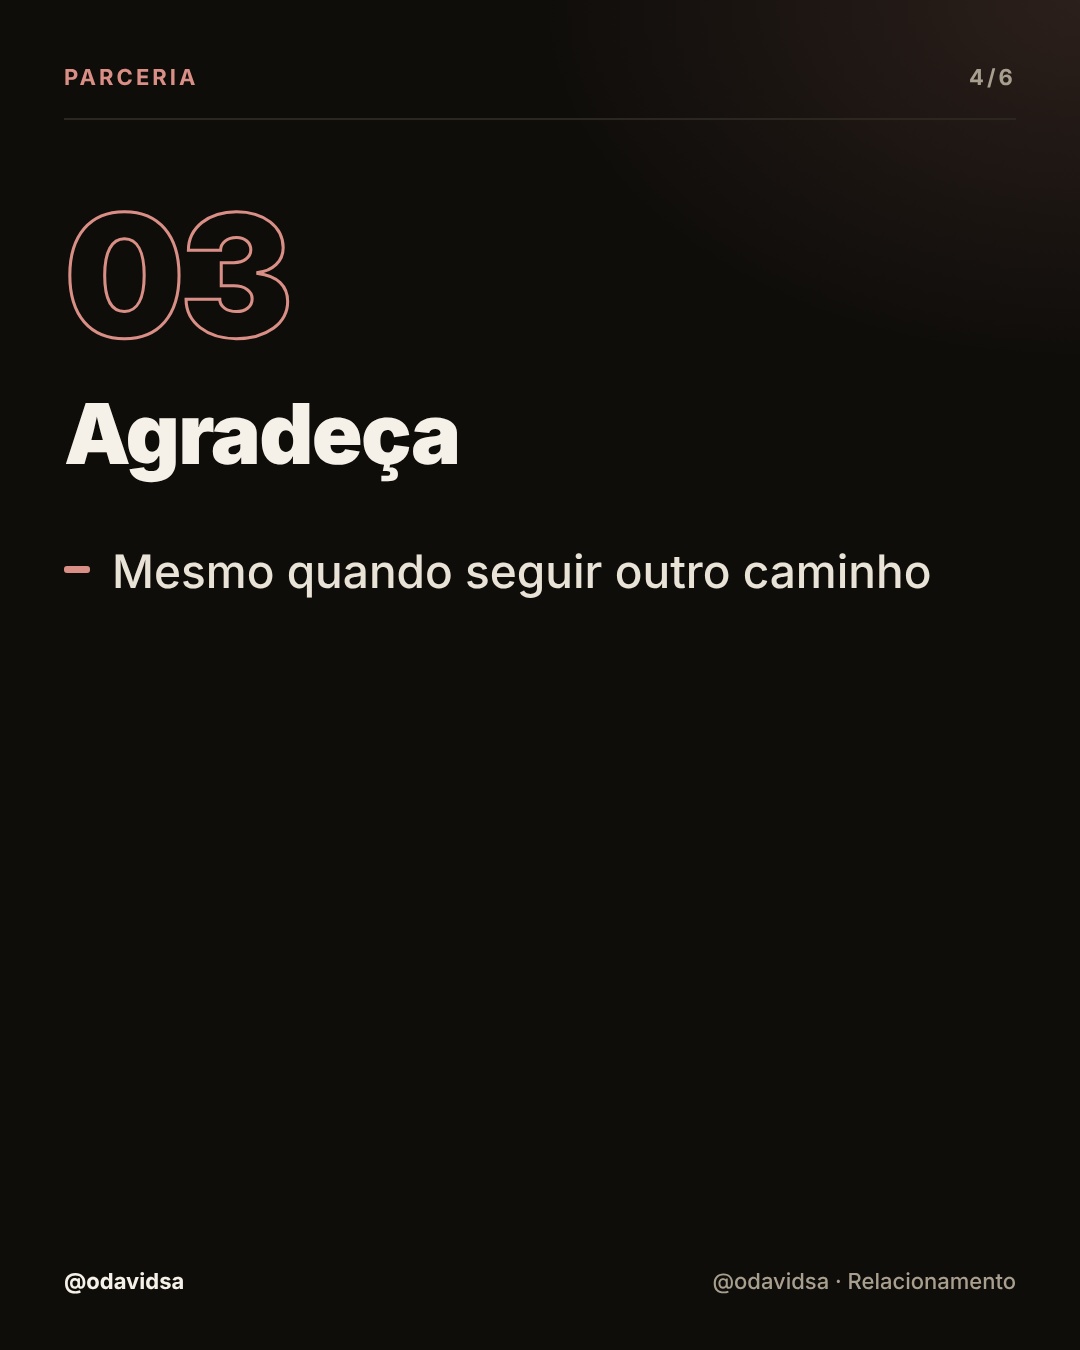 PARCERIA
4/6
03
Agradeça
Mesmo quando seguir outro caminho
@odavidsa
@odavidsa · Relacionamento